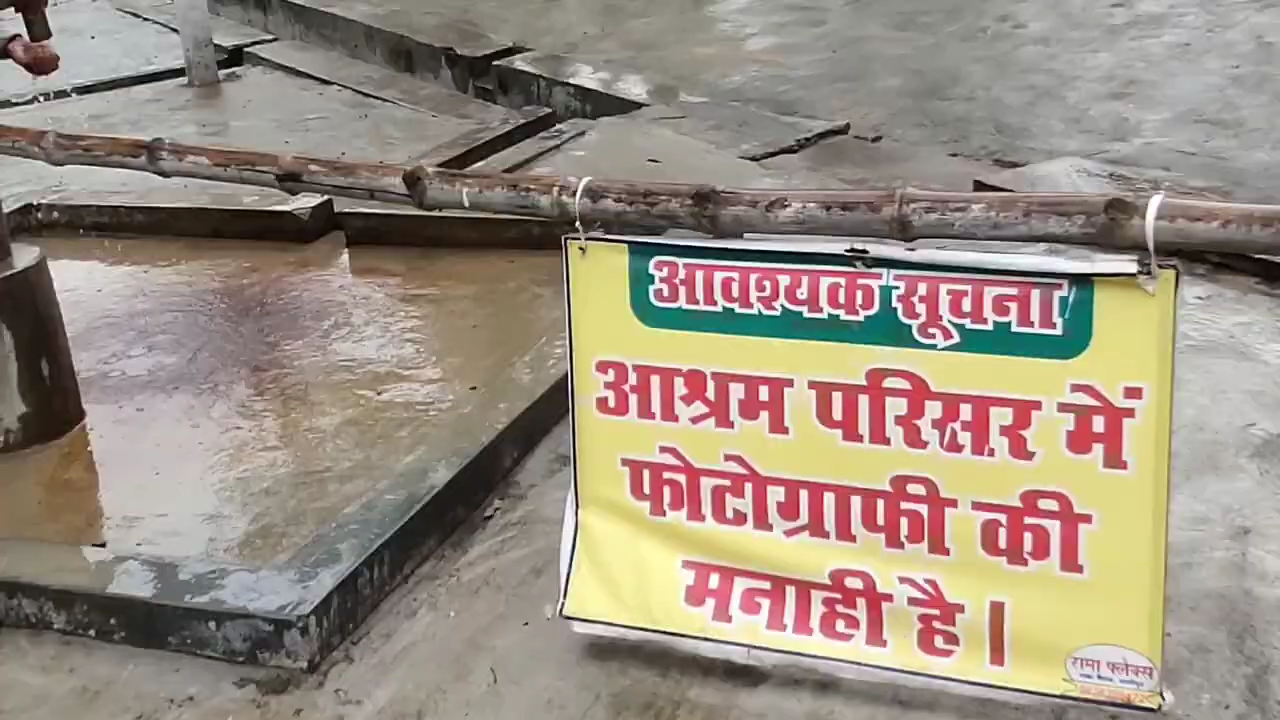 आवश्यक सूचना
आश्रम परिसर में
फोटोग्राफी की
मनाही है।
रामा फ्लेक्स